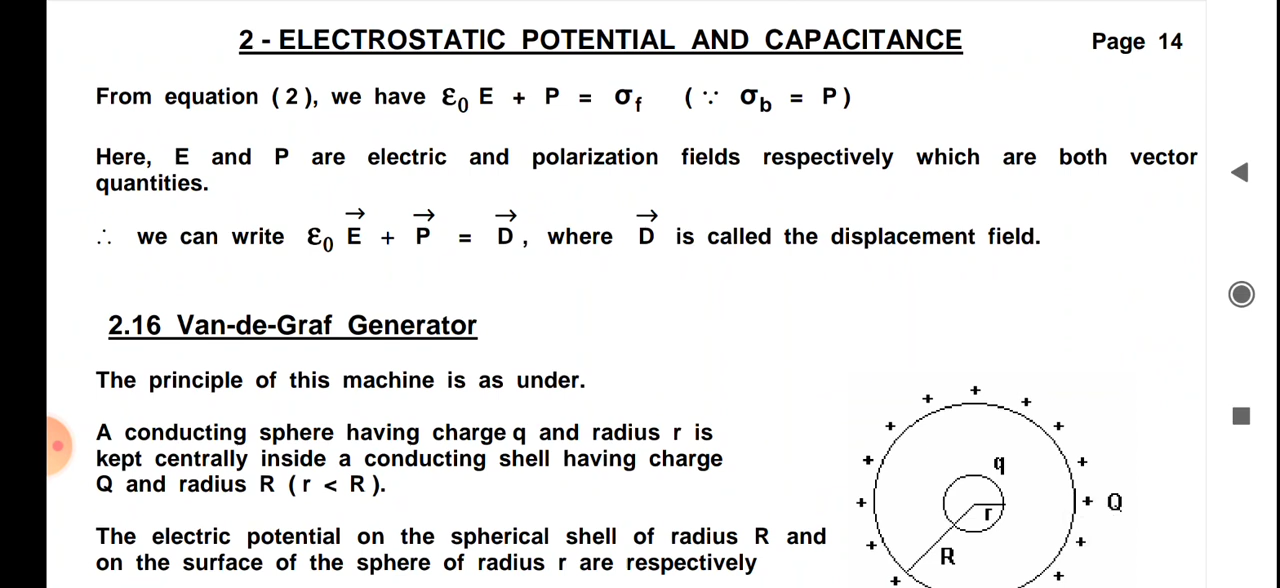 2 - ELECTROSTATIC POTENTIAL AND CAPACITANCE Page 14
From equation ( 2 ), we have ε₀ E + P = σf ( ∵ σb = P )
Here, E and P are electric and polarization fields respectively which are both vector
quantities.
∴ we can write ε₀ E⃗ + P⃗ = D⃗ , where D⃗ is called the displacement field.
2.16 Van-de-Graf Generator
The principle of this machine is as under.
A conducting sphere having charge q and radius r is
kept centrally inside a conducting shell having charge
Q and radius R ( r < R ).
The electric potential on the spherical shell of radius R and
on the surface of the sphere of radius r are respectively
+ + + + + + + + + + + + +
q
r
Q
R